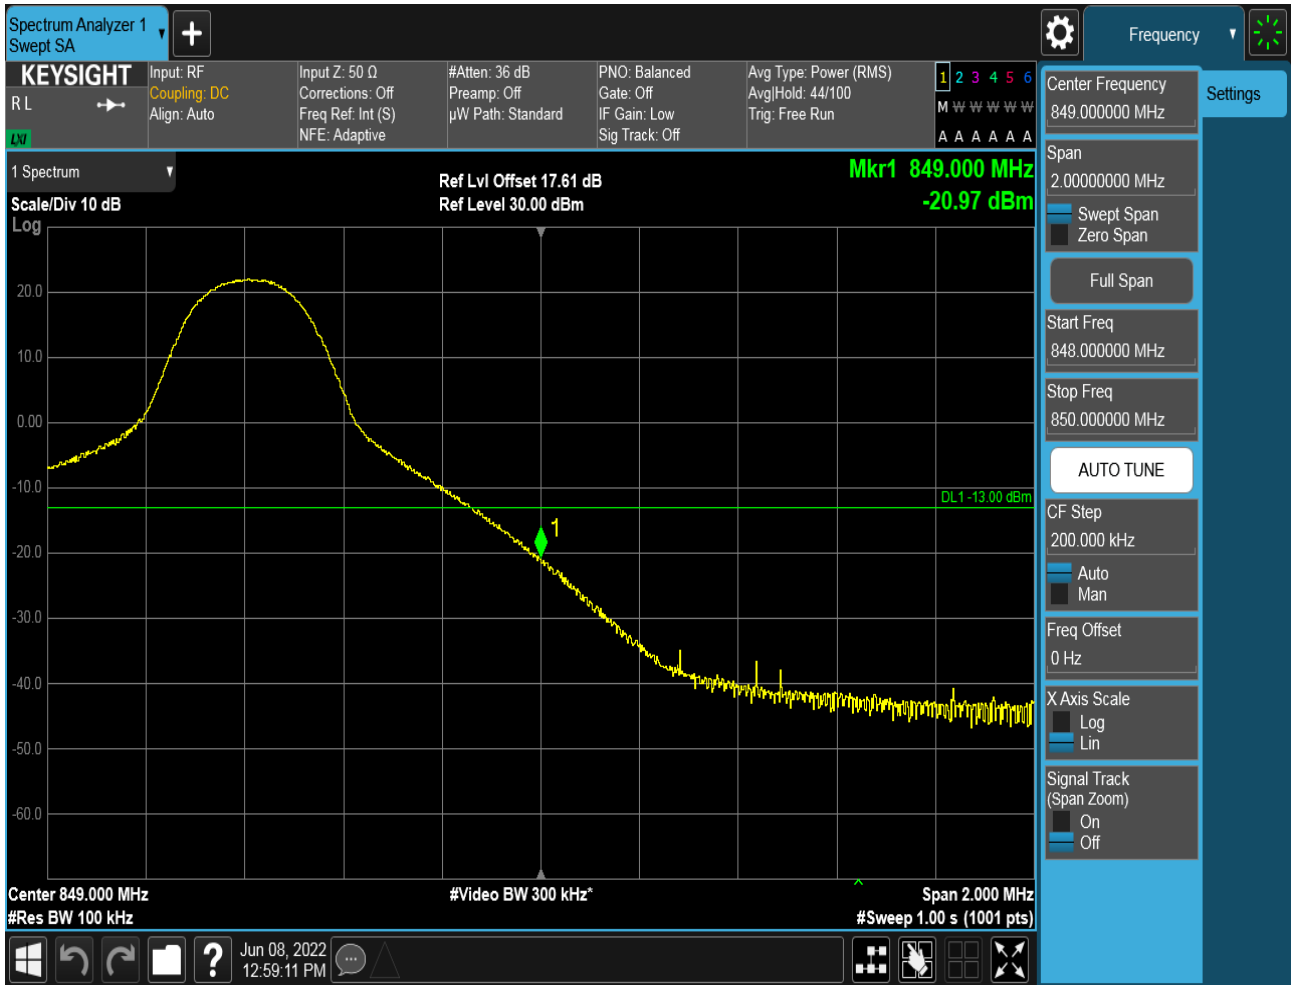 Spectrum Analyzer 1
Swept SA
Frequency
KEYSIGHT
R L
LXI
Input: RF
Coupling: DC
Align: Auto
Input Z: 50 Ω
Corrections: Off
Freq Ref: Int (S)
NFE: Adaptive
#Atten: 36 dB
Preamp: Off
µW Path: Standard
PNO: Balanced
Gate: Off
IF Gain: Low
Sig Track: Off
Avg Type: Power (RMS)
Avg|Hold: 44/100
Trig: Free Run
1 2 3 4 5 6
M W W W W W
A A A A A A
1 Spectrum
Scale/Div 10 dB
Log
Ref Lvl Offset 17.61 dB
Ref Level 30.00 dBm
Mkr1 849.000 MHz
-20.97 dBm
20.0
10.0
0.00
-10.0
-20.0
-30.0
-40.0
-50.0
-60.0
DL1 -13.00 dBm
1
Center 849.000 MHz
#Res BW 100 kHz
#Video BW 300 kHz*
Span 2.000 MHz
#Sweep 1.00 s (1001 pts)
Jun 08, 2022
12:59:11 PM
?
Center Frequency
849.000000 MHz
Settings
Span
2.00000000 MHz
Swept Span
Zero Span
Full Span
Start Freq
848.000000 MHz
Stop Freq
850.000000 MHz
AUTO TUNE
CF Step
200.000 kHz
Auto
Man
Freq Offset
0 Hz
X Axis Scale
Log
Lin
Signal Track
(Span Zoom)
On
Off